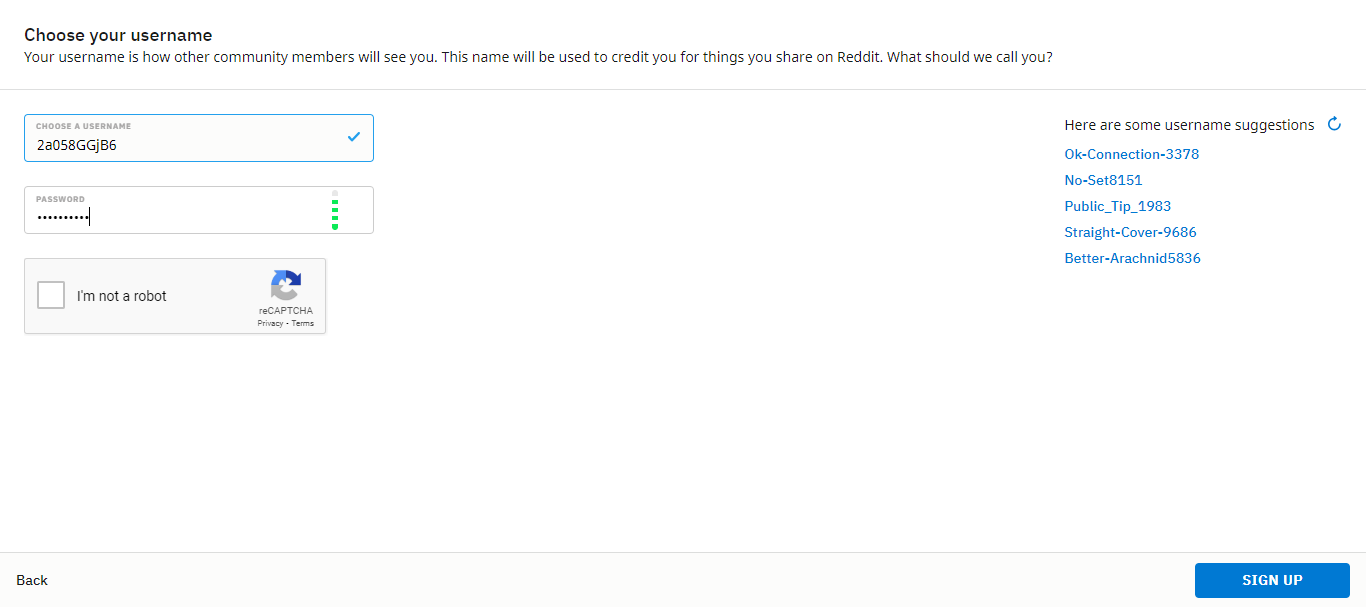 Choose your username
Your username is how other community members will see you. This name will be used to credit you for things you share on Reddit. What should we call you?
CHOOSE A USERNAME
2a058GGjB6
PASSWORD
••••••••••
I'm not a robot
reCAPTCHA
Privacy - Terms
Here are some username suggestions
Ok-Connection-3378
No-Set8151
Public_Tip_1983
Straight-Cover-9686
Better-Arachnid5836
Back
SIGN UP